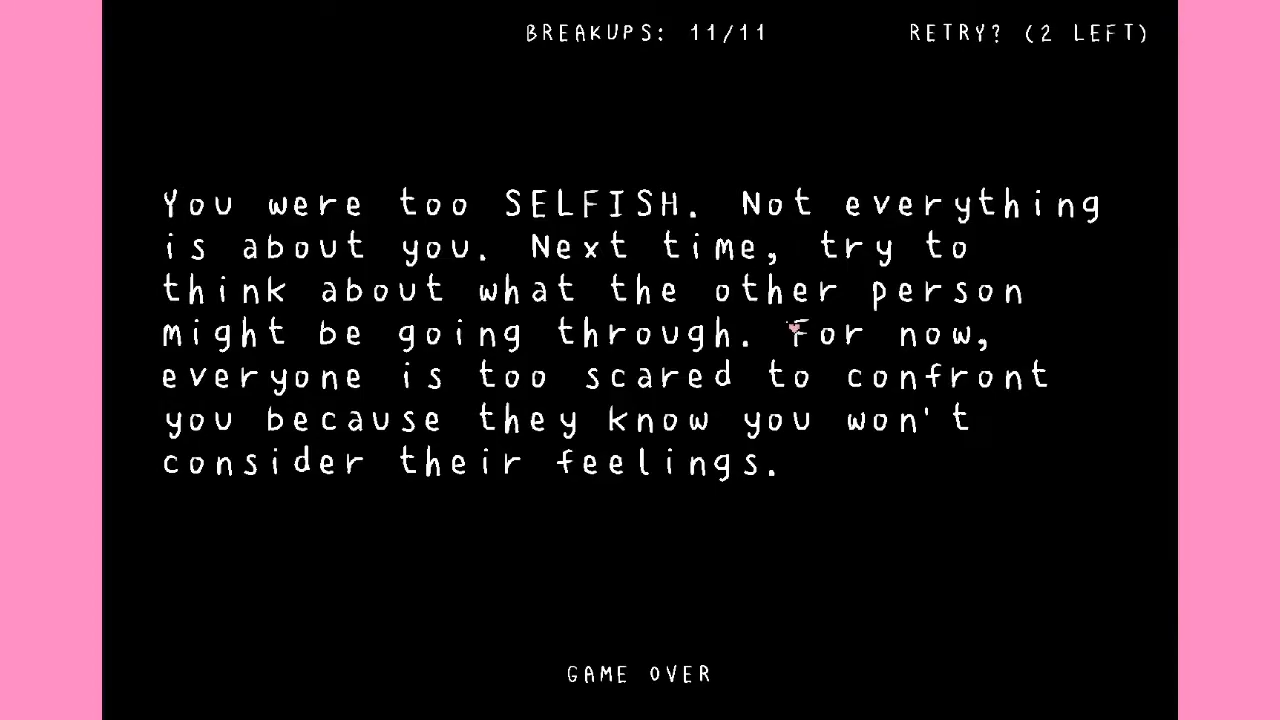 BREAKUPS: 11/11 RETRY? (2 LEFT)
You were too SELFISH. Not everything
is about you. Next time, try to
think about what the other person
might be going through. For now,
everyone is too scared to confront
you because they know you won't
consider their feelings.
GAME OVER